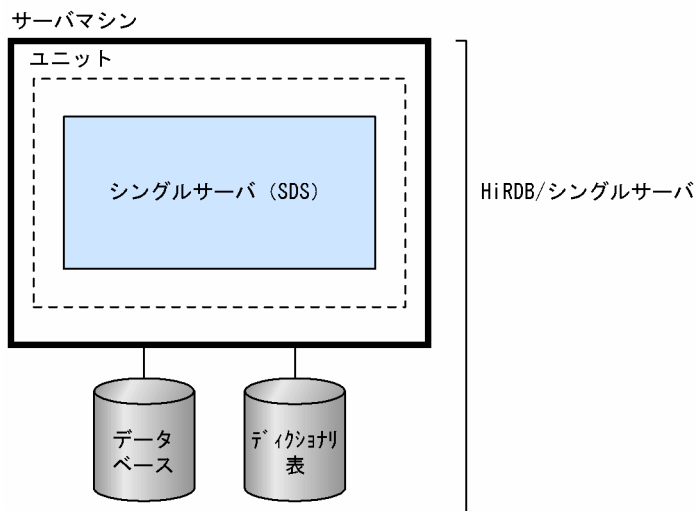 サーバマシン
ユニット
シングルサーバ（SDS）
HiRDB/シングルサーバ
データ
ベース
ﾃﾞｨｸｼｮﾅﾘ
表